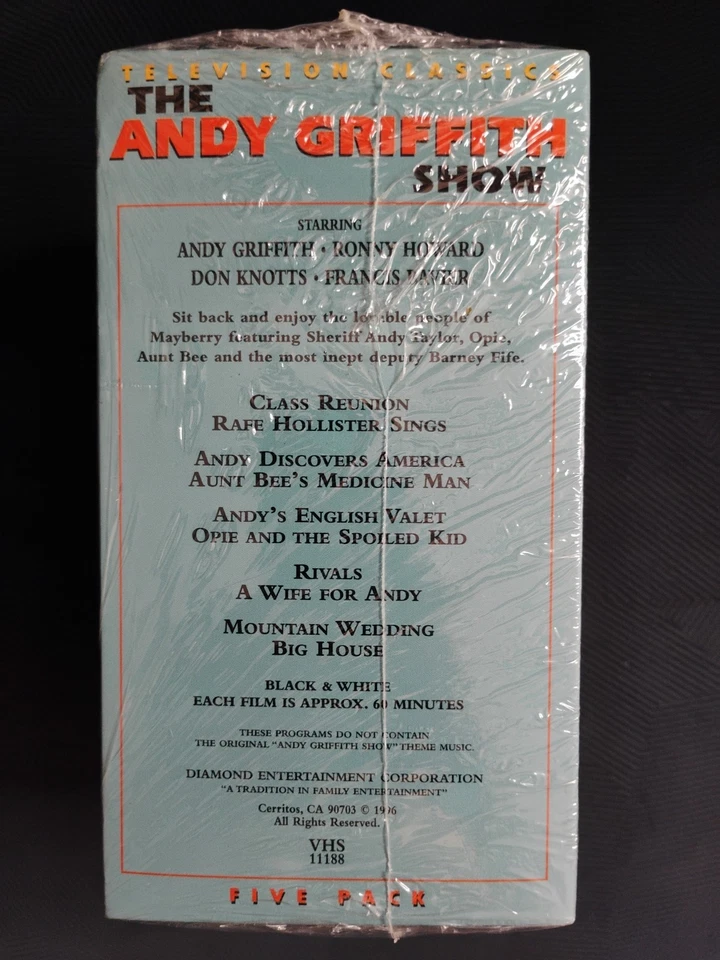 TELEVISION CLASSICS
THE
ANDY GRIFFITH
SHOW
STARRING
ANDY GRIFFITH • RONNY HOWARD
DON KNOTTS • FRANCIS BAVIER
Sit back and enjoy the lovable people of
Mayberry featuring Sheriff Andy Taylor, Opie,
Aunt Bee and the most inept deputy Barney Fife.
CLASS REUNION
RAFE HOLLISTER SINGS
ANDY DISCOVERS AMERICA
AUNT BEE'S MEDICINE MAN
ANDY'S ENGLISH VALET
OPIE AND THE SPOILED KID
RIVALS
A WIFE FOR ANDY
MOUNTAIN WEDDING
BIG HOUSE
BLACK & WHITE
EACH FILM IS APPROX. 60 MINUTES
THESE PROGRAMS DO NOT CONTAIN
THE ORIGINAL "ANDY GRIFFITH SHOW" THEME MUSIC.
DIAMOND ENTERTAINMENT CORPORATION
"A TRADITION IN FAMILY ENTERTAINMENT"
Cerritos, CA 90703 © 1996
All Rights Reserved.
VHS
11188
FIVE PACK